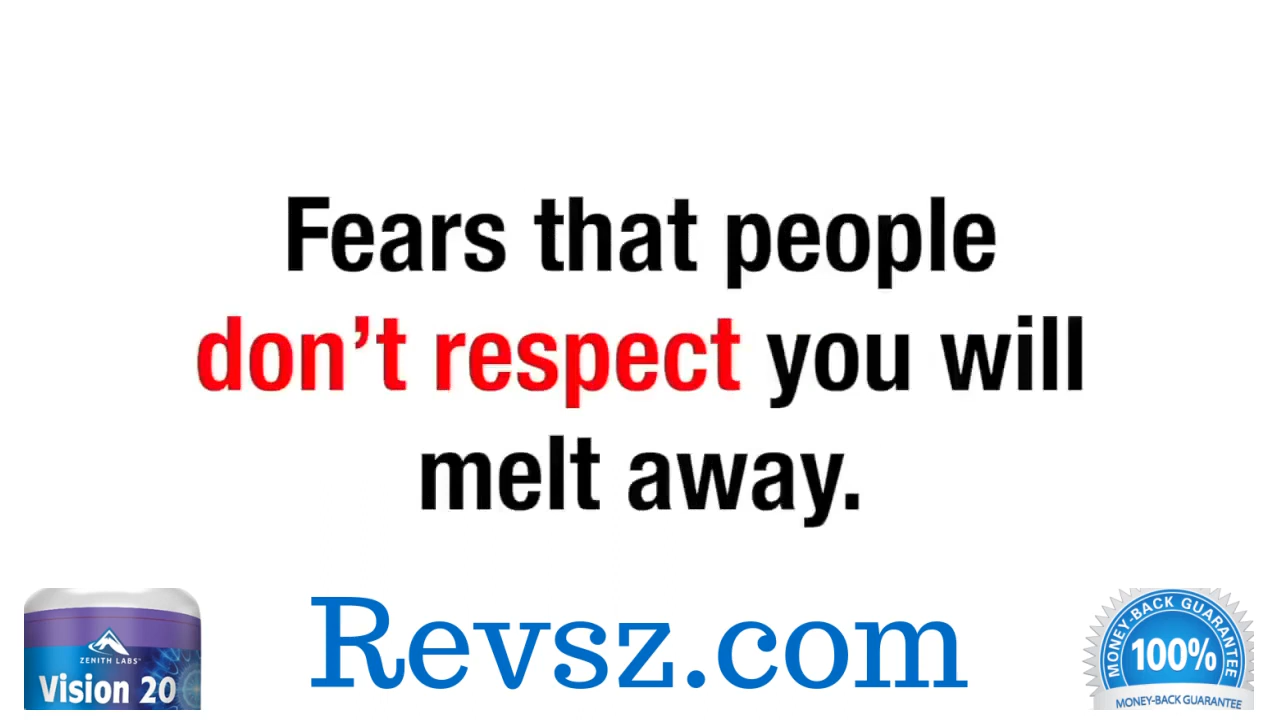 Fears that people
don’t respect you will
melt away.
Revsz.com
ZENITH LABS™
Vision 20
MONEY-BACK GUARANTEE
100%
MONEY-BACK GUARANTEE